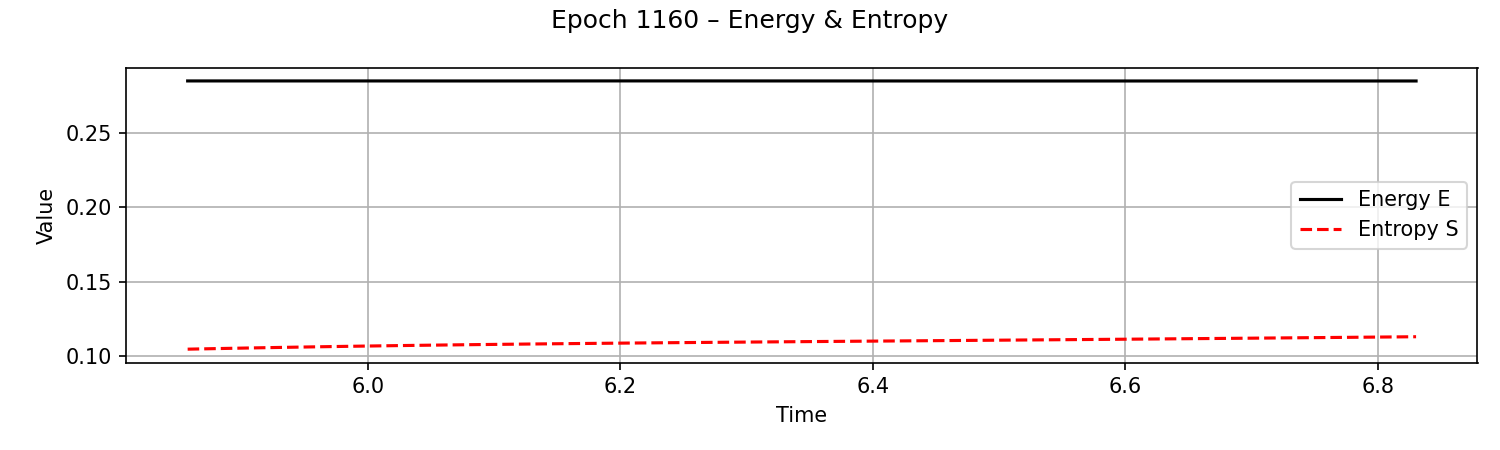 Epoch 1160 – Energy & Entropy
Value
0.25
0.20
0.15
0.10
Energy E
Entropy S
6.0 6.2 6.4 6.6 6.8
Time